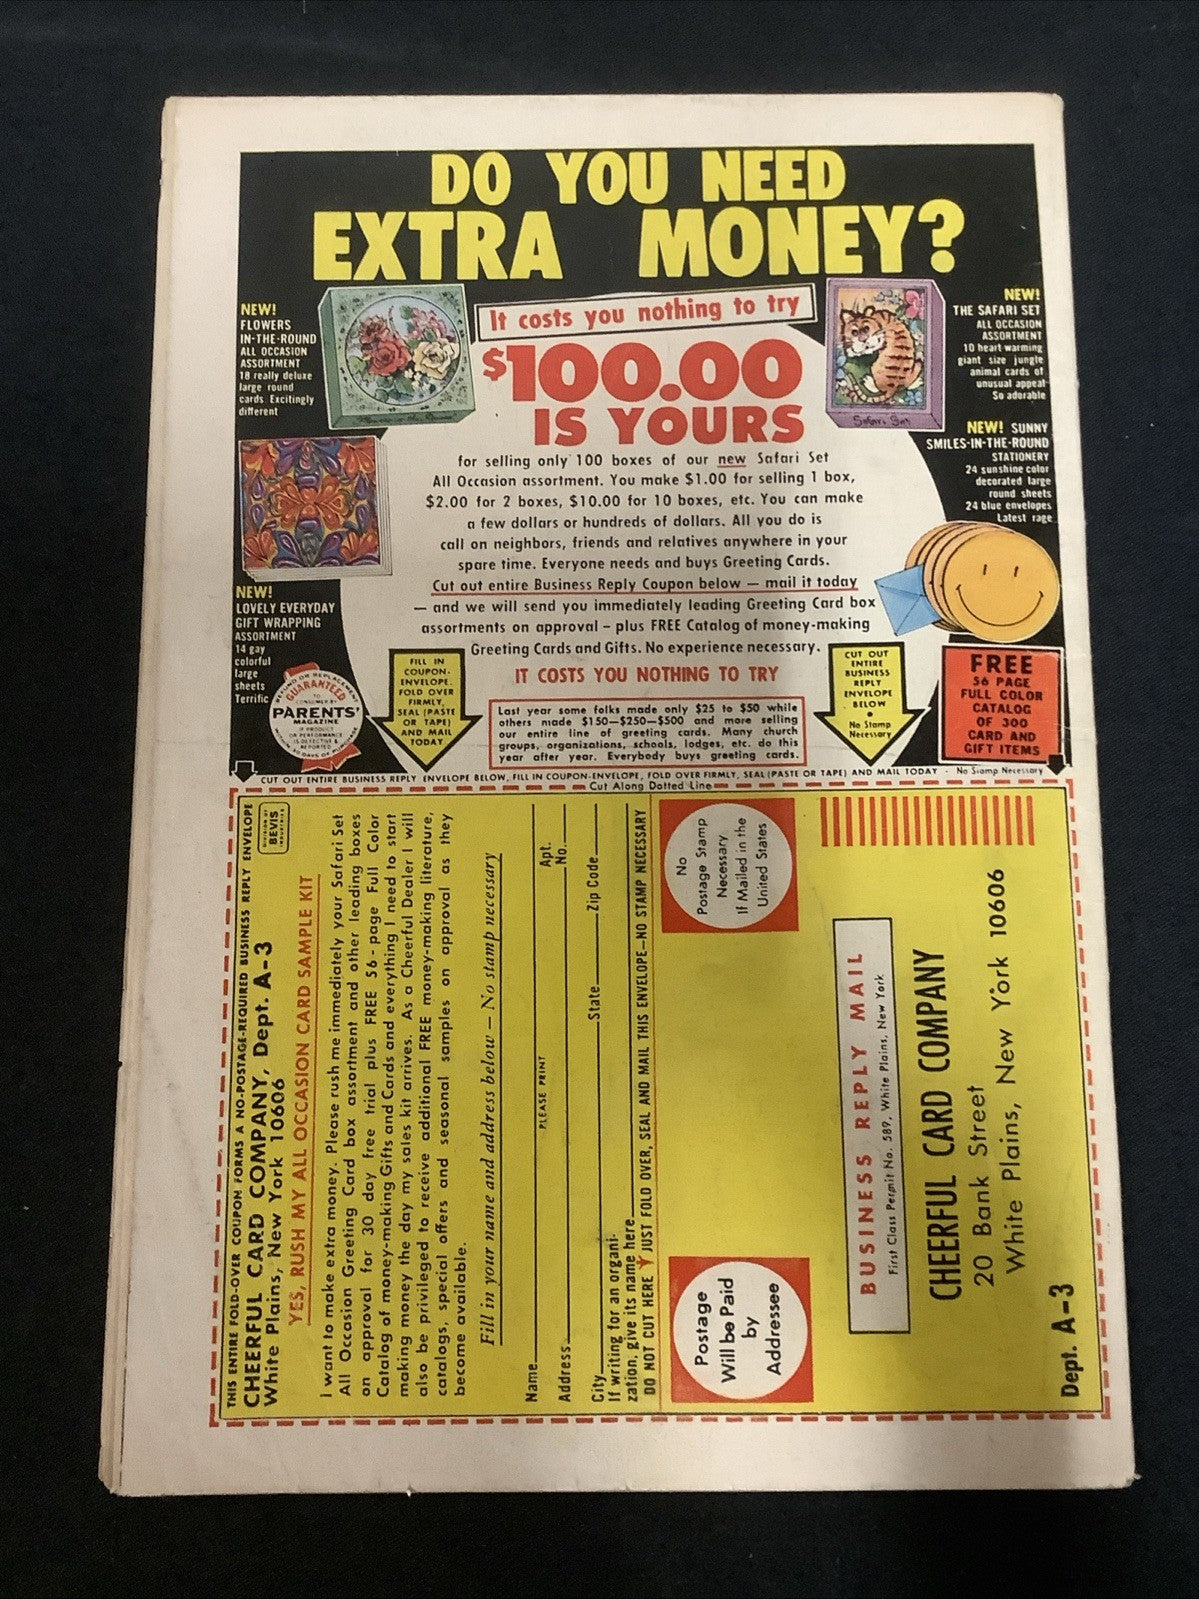 DO YOU NEED
EXTRA MONEY?
It costs you nothing to try
$100.00
IS YOURS
NEW!
FLOWERS
IN-THE-ROUND
ALL OCCASION
ASSORTMENT
18 really deluxe
large round
cards. Excitingly
different
NEW!
THE SAFARI SET
ALL OCCASION
ASSORTMENT
10 heart warming
giant size jungle
animal cards of
unusual appeal
So adorable
Safari Set
for selling only 100 boxes of our new Safari Set
All Occasion assortment. You make $1.00 for selling 1 box,
$2.00 for 2 boxes, $10.00 for 10 boxes, etc. You can make
a few dollars or hundreds of dollars. All you do is
call on neighbors, friends and relatives anywhere in your
spare time. Everyone needs and buys Greeting Cards.
Cut out entire Business Reply Coupon below — mail it today
— and we will send you immediately leading Greeting Card box
assortments on approval – plus FREE Catalog of money-making
Greeting Cards and Gifts. No experience necessary.
IT COSTS YOU NOTHING TO TRY
NEW! SUNNY
SMILES-IN-THE-ROUND
STATIONERY
24 sunshine color
decorated large
round sheets
24 blue envelopes
Latest rage
NEW!
LOVELY EVERYDAY
GIFT WRAPPING
ASSORTMENT
14 gay
colorful
large
sheets
Terrific
GUARANTEED
PARENTS'
MAGAZINE
IF PRODUCT
OR PERFORMANCE
IS DEFECTIVE &
REPORTED
FILL IN
COUPON-
ENVELOPE.
FOLD OVER
FIRMLY,
SEAL (PASTE
OR TAPE)
AND MAIL
TODAY
Last year some folks made only $25 to $50 while
others made $150—$250—$500 and more selling
our entire line of greeting cards. Many church
groups, organizations, schools, lodges, etc. do this
year after year. Everybody buys greeting cards.
CUT OUT
ENTIRE
BUSINESS
REPLY
ENVELOPE
BELOW
•
No Stamp
Necessary
FREE
56 PAGE
FULL COLOR
CATALOG
OF 300
CARD AND
GIFT ITEMS
CUT OUT ENTIRE BUSINESS REPLY ENVELOPE BELOW, FILL IN COUPON-ENVELOPE, FOLD OVER FIRMLY, SEAL (PASTE OR TAPE) AND MAIL TODAY - No Stamp Necessary
Cut Along Dotted Line
THIS ENTIRE FOLD-OVER COUPON FORMS A NO-POSTAGE-REQUIRED BUSINESS REPLY ENVELOPE
CHEERFUL CARD COMPANY, Dept. A-3
White Plains, New York 10606
DIVISION OF
BEVIS
INDUSTRIES
YES, RUSH MY ALL OCCASION CARD SAMPLE KIT
I want to make extra money. Please rush me immediately your Safari Set
All Occasion Greeting Card box assortment and other leading boxes
on approval for 30 day free trial plus FREE 56-page Full Color
Catalog of money-making Gifts and Cards and everything I need to start
making money the day my sales kit arrives. As a Cheerful Dealer I will
also be privileged to receive additional FREE money-making literature,
catalogs, special offers and seasonal samples on approval as they
become available.
Fill in your name and address below – No stamp necessary
Name
PLEASE PRINT
Address
Apt.
No.
City State Zip Code
If writing for an organi-
zation, give its name here
DO NOT CUT HERE JUST FOLD OVER, SEAL AND MAIL THIS ENVELOPE—NO STAMP NECESSARY
No
Postage Stamp
Necessary
If Mailed in the
United States
Postage
Will be Paid
by
Addressee
BUSINESS REPLY MAIL
First Class Permit No. 589, White Plains, New York
CHEERFUL CARD COMPANY
20 Bank Street
White Plains, New York 10606
Dept. A-3